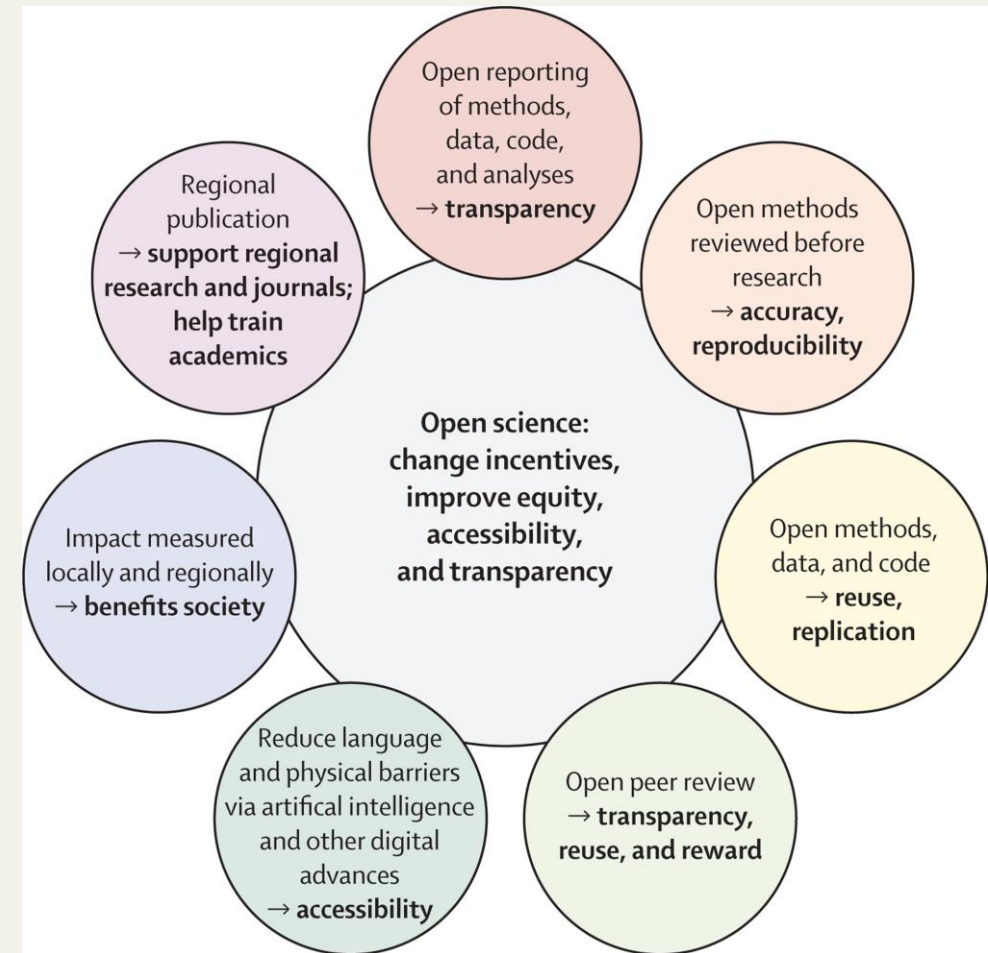 Open reporting
of methods,
data, code,
and analyses
→ transparency
Open methods
reviewed before
research
→ accuracy,
reproducibility
Open methods,
data, and code
→ reuse,
replication
Open peer review
→ transparency,
reuse, and reward
Reduce language
and physical barriers
via artifical intelligence
and other digital
advances
→ accessibility
Impact measured
locally and regionally
→ benefits society
Regional
publication
→ support regional
research and journals;
help train
academics
Open science:
change incentives,
improve equity,
accessibility,
and transparency